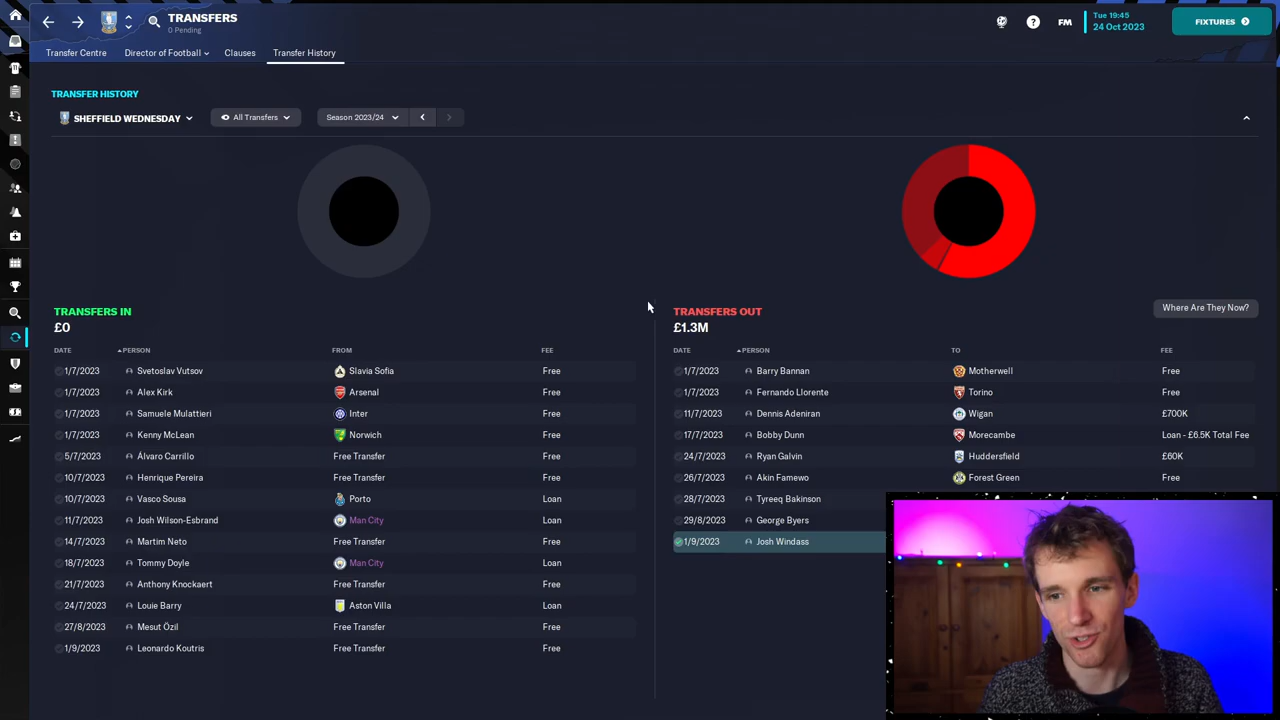 TRANSFERS
0 Pending
FM
Tue 19:45
24 Oct 2023
FIXTURES
Transfer Centre Director of Football Clauses Transfer History
TRANSFER HISTORY
SHEFFIELD WEDNESDAY All Transfers Season 2023/24
TRANSFERS IN
£0
DATE PERSON FROM FEE
1/7/2023 Svetoslav Vutsov Slavia Sofia Free
1/7/2023 Alex Kirk Arsenal Free
1/7/2023 Samuele Mulattieri Inter Free
1/7/2023 Kenny McLean Norwich Free
5/7/2023 Álvaro Carrillo Free Transfer Free
10/7/2023 Henrique Pereira Free Transfer Free
10/7/2023 Vasco Sousa Porto Loan
11/7/2023 Josh Wilson-Esbrand Man City Loan
14/7/2023 Martim Neto Free Transfer Free
18/7/2023 Tommy Doyle Man City Loan
21/7/2023 Anthony Knockaert Free Transfer Free
24/7/2023 Louie Barry Aston Villa Loan
27/8/2023 Mesut Özil Free Transfer Free
1/9/2023 Leonardo Koutris Free Transfer Free
TRANSFERS OUT
£1.3M
Where Are They Now?
DATE PERSON TO FEE
1/7/2023 Barry Bannan Motherwell Free
1/7/2023 Fernando Llorente Torino Free
11/7/2023 Dennis Adeniran Wigan £700K
17/7/2023 Bobby Dunn Morecambe Loan - £6.5K Total Fee
24/7/2023 Ryan Galvin Huddersfield £60K
26/7/2023 Akin Famewo Forest Green Free
28/7/2023 Tyreeq Bakinson
29/8/2023 George Byers
1/9/2023 Josh Windass